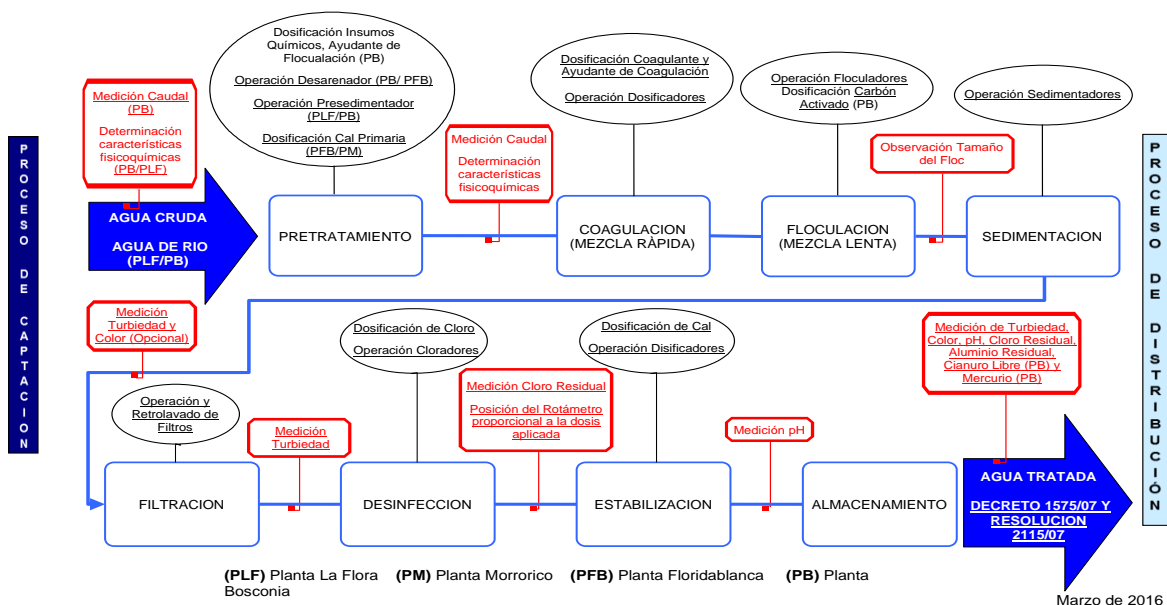 PROCESO DE CAPTACION
Medición Caudal
(PB)
Determinación
características
fisicoquímicas
(PB/PLF)
AGUA CRUDA
AGUA DE RIO
(PLF/PB)
Dosificación Insumos
Químicos, Ayudante de
Flocualación (PB)
Operación Desarenador (PB/ PFB)
Operación Presedimentador
(PLF/PB)
Dosificación Cal Primaria
(PFB/PM)
PRETRATAMIENTO
Medición Caudal
Determinación
características
fisicoquímicas
Dosificación Coagulante y
Ayudante de Coagulación
Operación Dosificadores
COAGULACION
(MEZCLA RÀPIDA)
Operación Floculadores
Dosificación Carbón
Activado (PB)
FLOCULACION
(MEZCLA LENTA)
Observación Tamaño
del Floc
Operación Sedimentadores
SEDIMENTACION
Medición
Turbiedad y
Color (Opcional)
Operación y
Retrolavado de
Filtros
FILTRACION
Medición
Turbiedad
Dosificación de Cloro
Operación Cloradores
DESINFECCION
Medición Cloro Residual
Posición del Rotámetro
proporcional a la dosis
aplicada
Dosificación de Cal
Operación Disificadores
ESTABILIZACION
Medición pH
ALMACENAMIENTO
Medición de Turbiedad,
Color, pH, Cloro Residual,
Aluminio Residual,
Cianuro Libre (PB) y
Mercurio (PB)
AGUA TRATADA
DECRETO 1575/07 Y
RESOLUCION
2115/07
PROCESO DE DISTRIBUCIÓN
(PLF) Planta La Flora (PM) Planta Morrorico (PFB) Planta Floridablanca (PB) Planta
Bosconia
Marzo de 2016